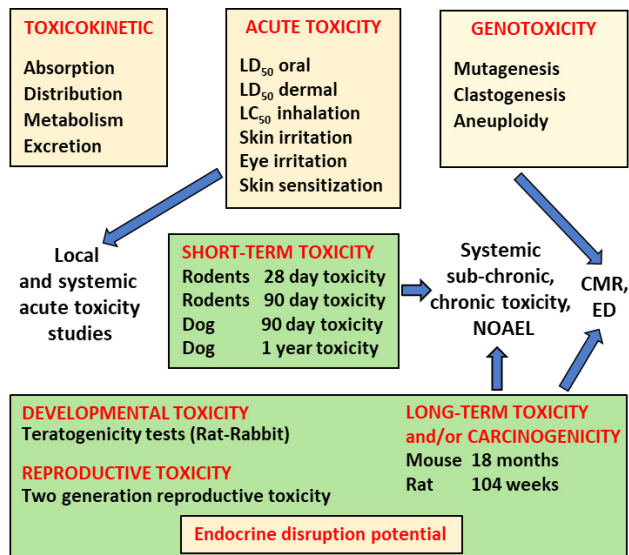 TOXICOKINETIC
Absorption
Distribution
Metabolism
Excretion
ACUTE TOXICITY
LD₅₀ oral
LD₅₀ dermal
LC₅₀ inhalation
Skin irritation
Eye irritation
Skin sensitization
GENOTOXICITY
Mutagenesis
Clastogenesis
Aneuploidy
Local
and systemic
acute toxicity
studies
SHORT-TERM TOXICITY
Rodents 28 day toxicity
Rodents 90 day toxicity
Dog 90 day toxicity
Dog 1 year toxicity
Systemic
sub-chronic,
chronic toxicity,
NOAEL
CMR,
ED
DEVELOPMENTAL TOXICITY
Teratogenicity tests (Rat-Rabbit)
REPRODUCTIVE TOXICITY
Two generation reproductive toxicity
LONG-TERM TOXICITY
and/or CARCINOGENICITY
Mouse 18 months
Rat 104 weeks
Endocrine disruption potential